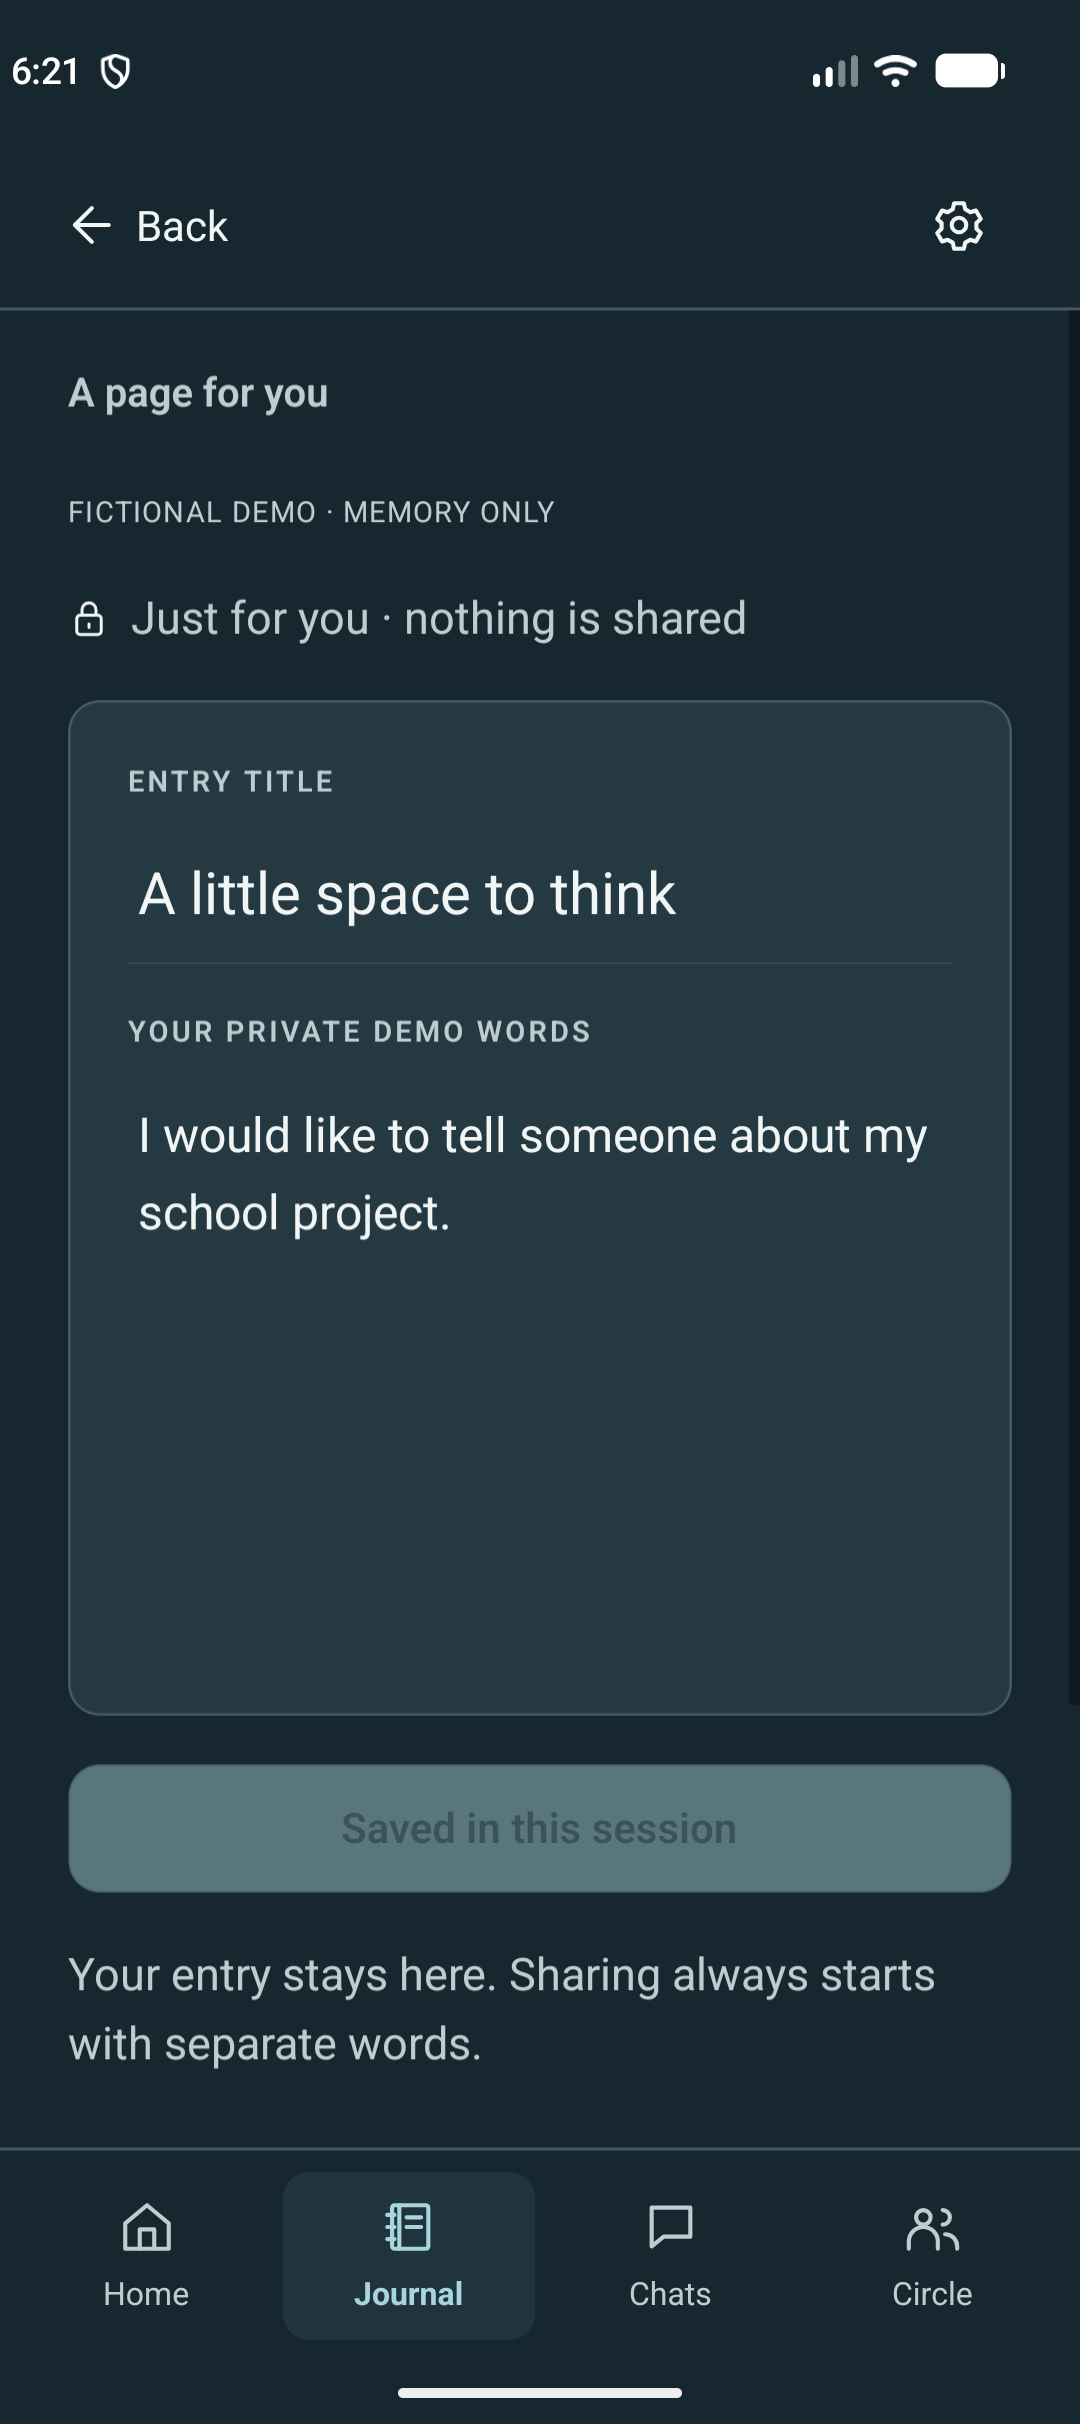 6:21
Back
A page for you
FICTIONAL DEMO · MEMORY ONLY
Just for you · nothing is shared
ENTRY TITLE
A little space to think
YOUR PRIVATE DEMO WORDS
I would like to tell someone about my
school project.
Saved in this session
Your entry stays here. Sharing always starts
with separate words.
Home
Journal
Chats
Circle